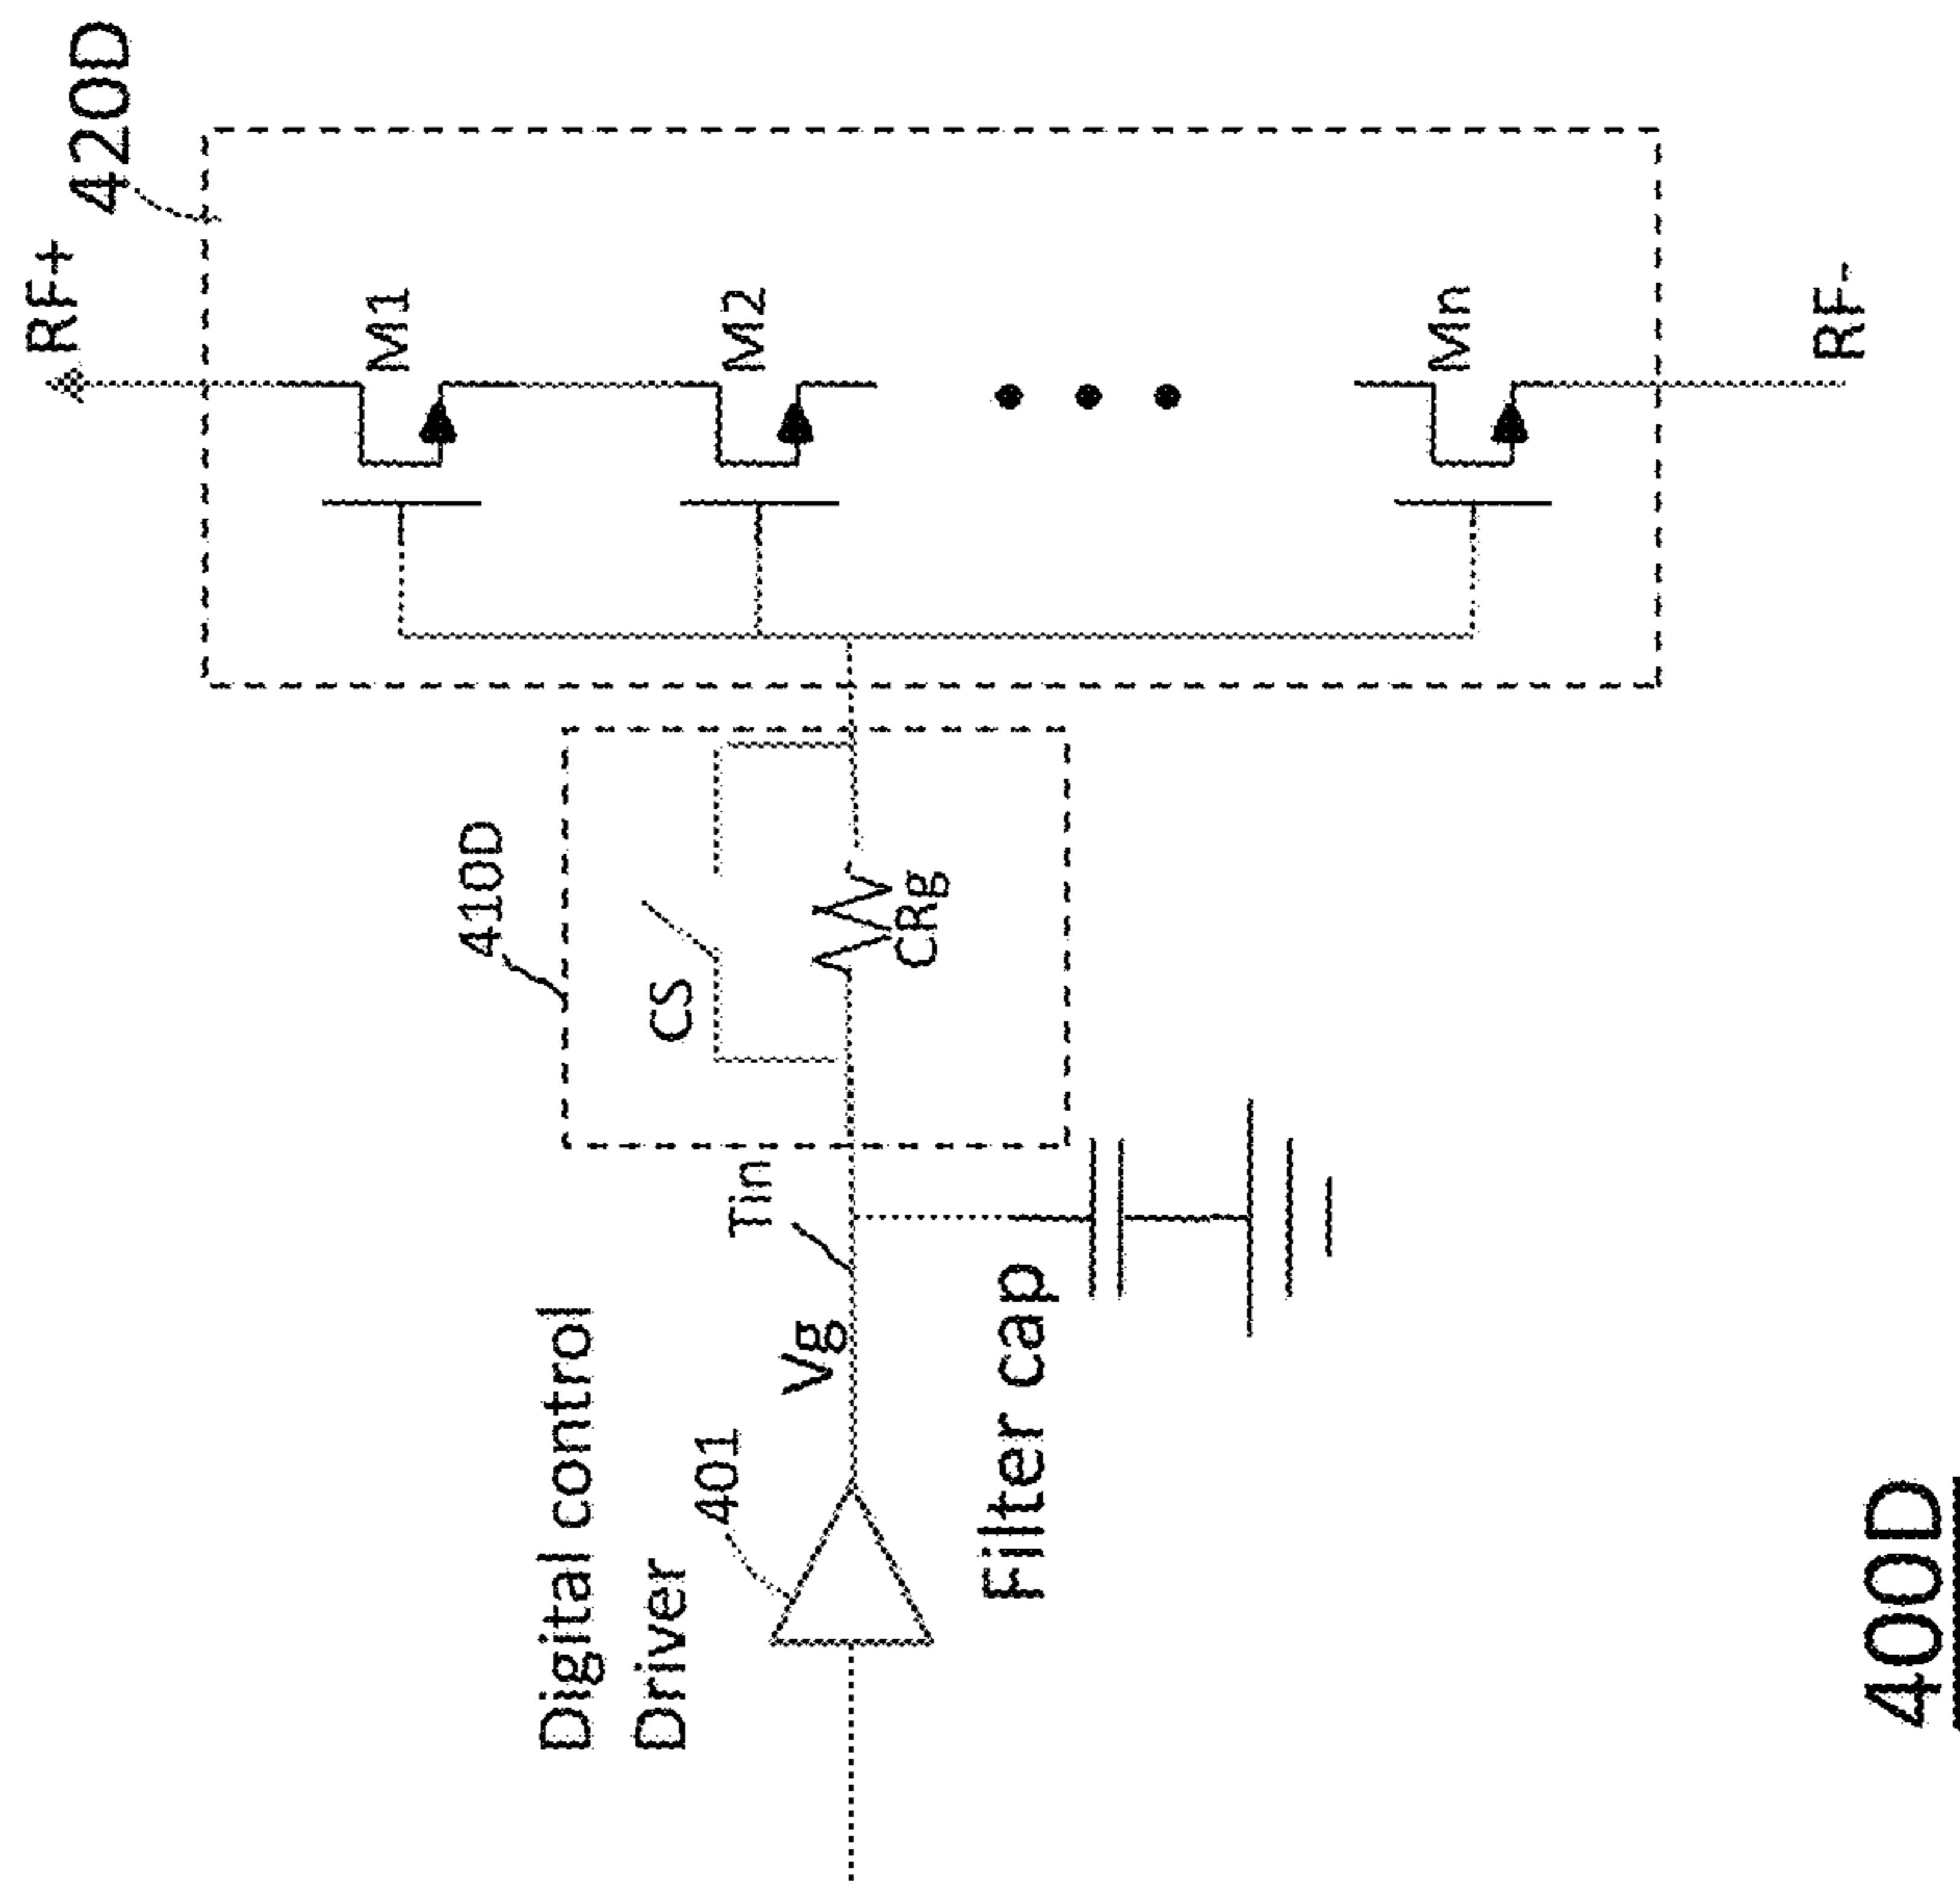 Digital control
Driver
401
Vg
Tin
Filter cap
410D
CS
CRg
420D
RF+
M1
M2
Mn
RF-
400D